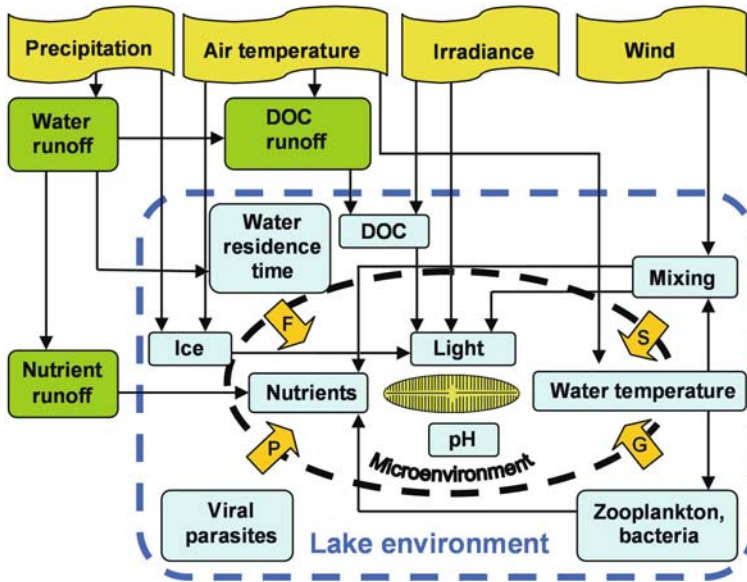 Precipitation
Air temperature
Irradiance
Wind
Water
runoff
DOC
runoff
Water
residence
time
DOC
Mixing
F
S
Ice
Light
Nutrient
runoff
Nutrients
Water temperature
pH
P
G
Microenvironment
Viral
parasites
Zooplankton,
bacteria
Lake environment